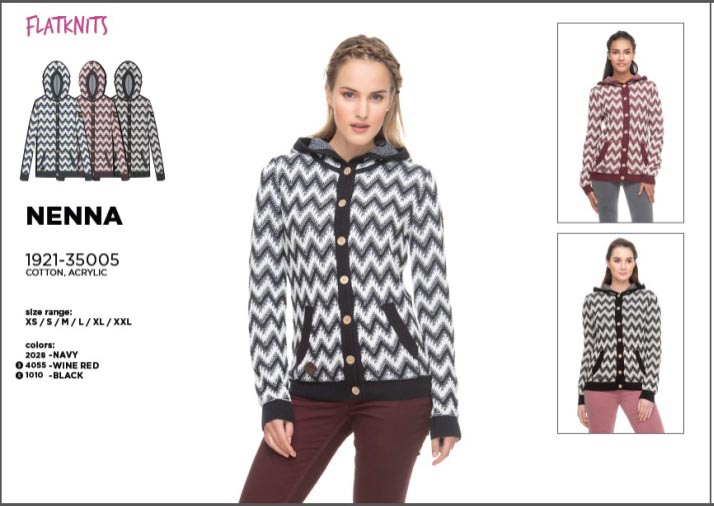 FLATKNITS
NENNA
1921-35005
COTTON, ACRYLIC
size range:
XS / S / M / L / XL / XXL
colors:
2028 -NAVY
4055 -WINE RED
1010 -BLACK